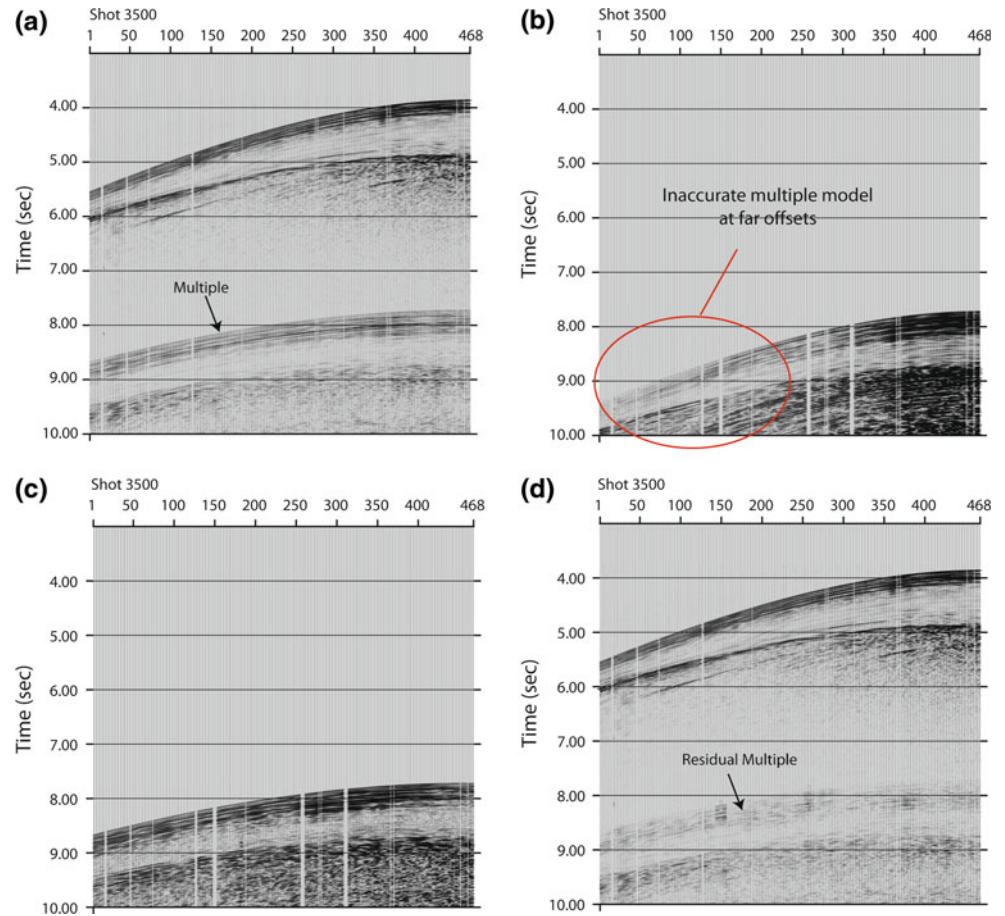 (a)
Shot 3500
1 50 100 150 200 250 300 350 400 468
Time (sec)
4.00
5.00
6.00
7.00
8.00
9.00
10.00
Multiple
(b)
Shot 3500
1 50 100 150 200 250 300 350 400 468
Time (sec)
4.00
5.00
6.00
7.00
8.00
9.00
10.00
Inaccurate multiple model
at far offsets
(c)
Shot 3500
1 50 100 150 200 250 300 350 400 468
Time (sec)
4.00
5.00
6.00
7.00
8.00
9.00
10.00
(d)
Shot 3500
1 50 100 150 200 250 300 350 400 468
Time (sec)
4.00
5.00
6.00
7.00
8.00
9.00
10.00
Residual Multiple